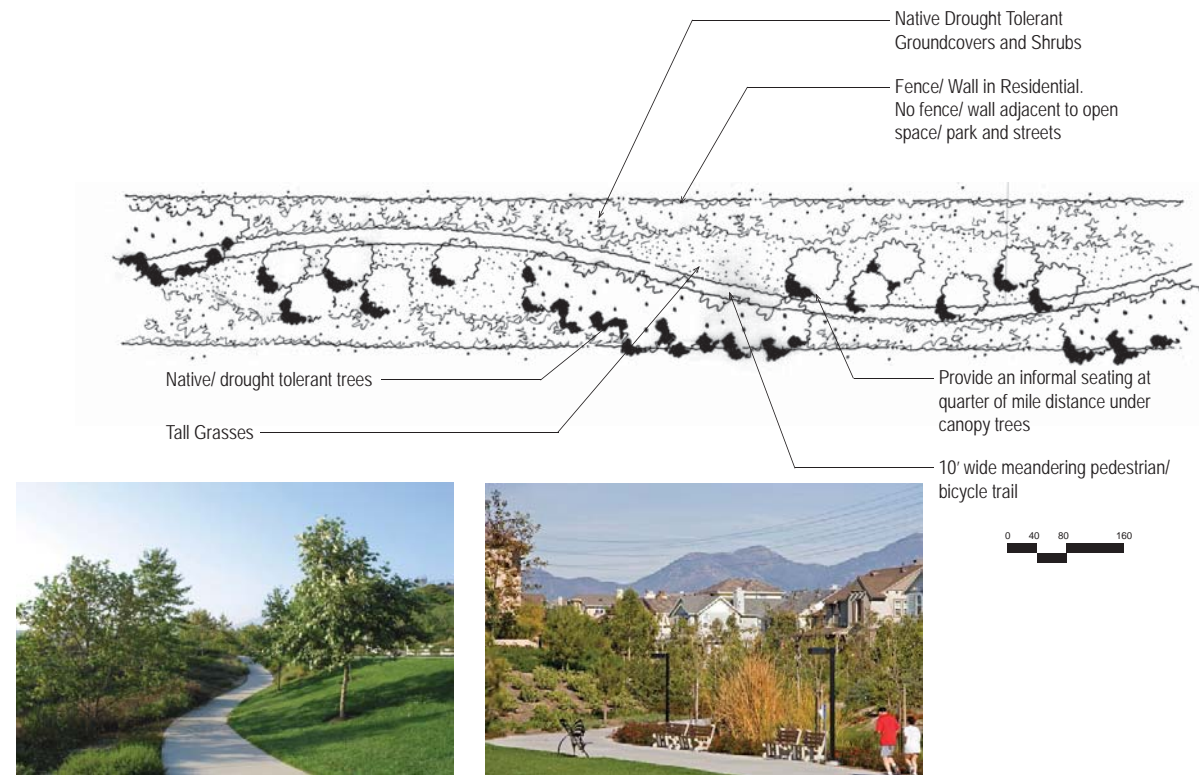 Native Drought Tolerant
Groundcovers and Shrubs
Fence/ Wall in Residential.
No fence/ wall adjacent to open
space/ park and streets
Native/ drought tolerant trees
Tall Grasses
Provide an informal seating at
quarter of mile distance under
canopy trees
10' wide meandering pedestrian/
bicycle trail
0 40 80 160